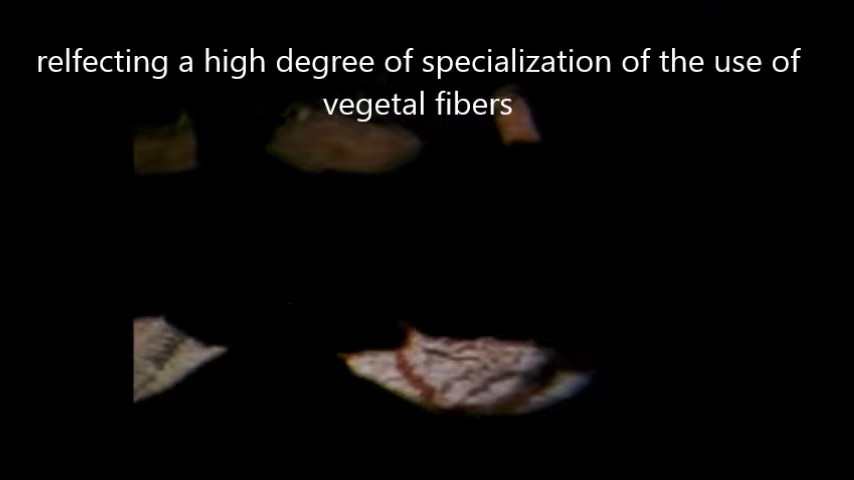 relfecting a high degree of specialization of the use of
vegetal fibers